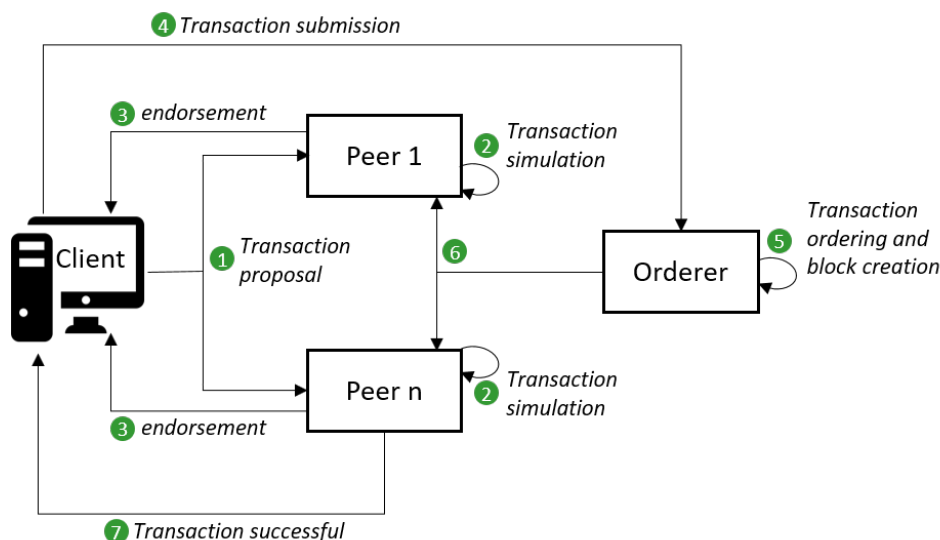 4 Transaction submission
3 endorsement
Peer 1
2 Transaction
simulation
Client
1 Transaction
proposal
6
Orderer
5 Transaction
ordering and
block creation
Peer n
2 Transaction
simulation
3 endorsement
7 Transaction successful